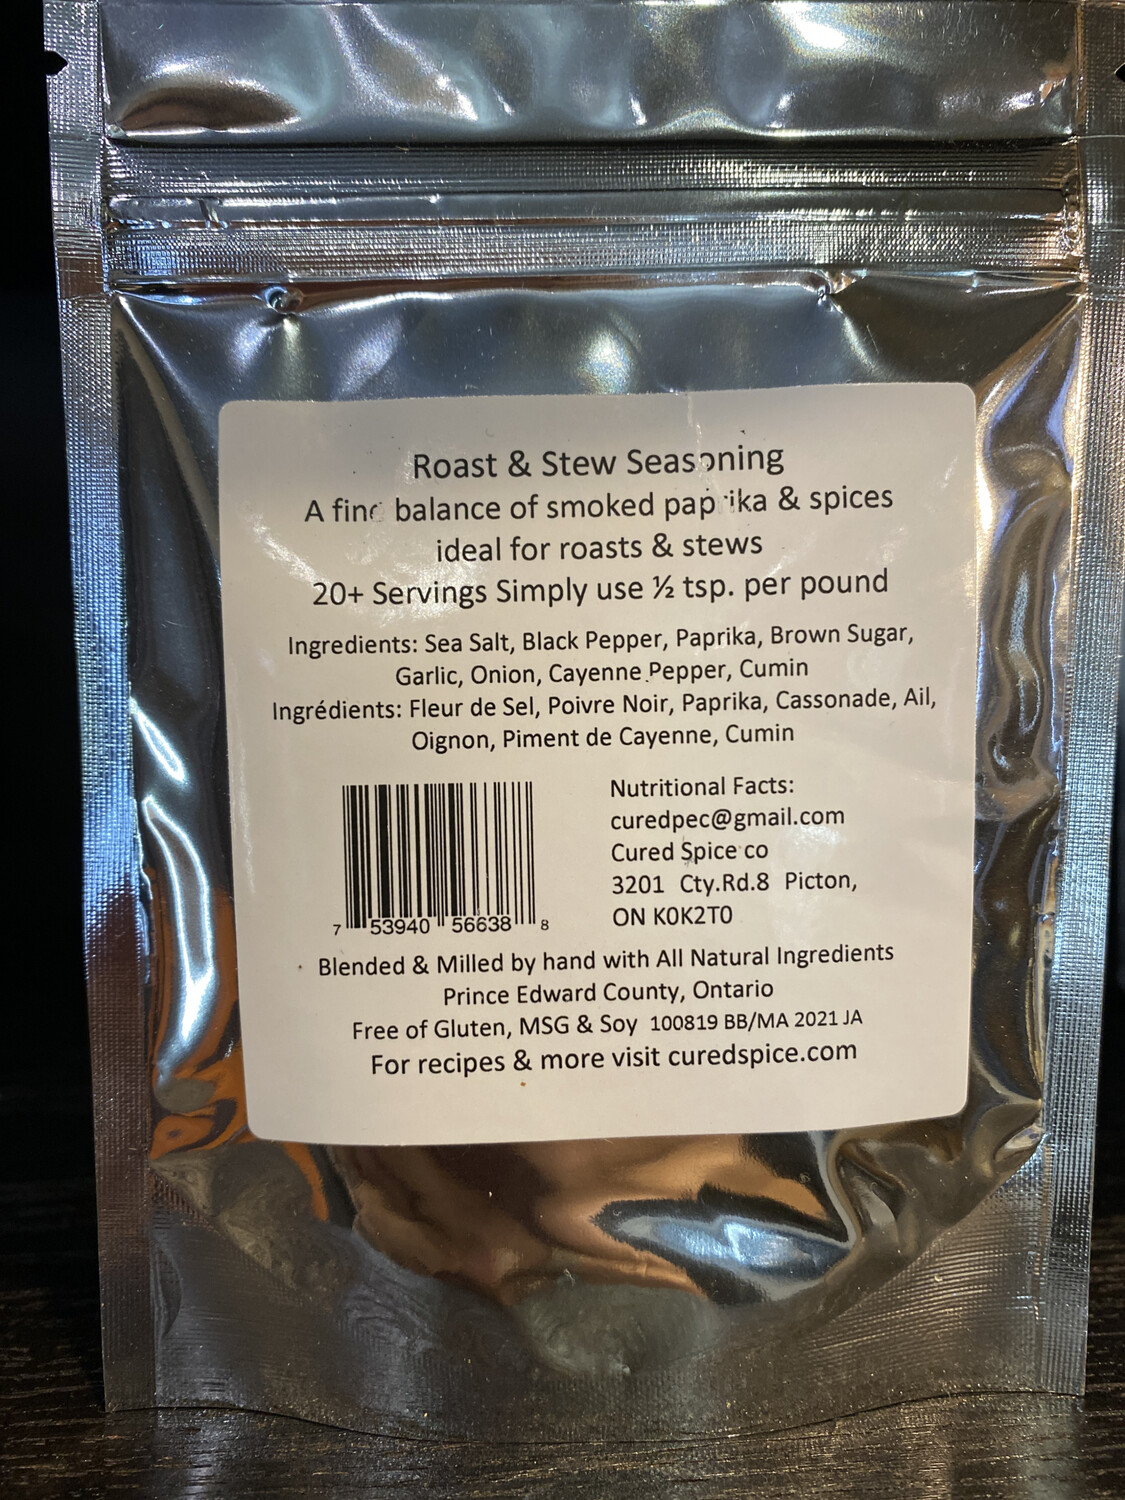 Roast & Stew Seasoning
A fine balance of smoked paprika & spices
ideal for roasts & stews
20+ Servings Simply use ½ tsp. per pound
Ingredients: Sea Salt, Black Pepper, Paprika, Brown Sugar,
Garlic, Onion, Cayenne Pepper, Cumin
Ingrédients: Fleur de Sel, Poivre Noir, Paprika, Cassonade, Ail,
Oignon, Piment de Cayenne, Cumin
7 53940 56638 8
Nutritional Facts:
curedpec@gmail.com
Cured Spice co
3201 Cty.Rd.8 Picton,
ON K0K2T0
Blended & Milled by hand with All Natural Ingredients
Prince Edward County, Ontario
Free of Gluten, MSG & Soy 100819 BB/MA 2021 JA
For recipes & more visit curedspice.com